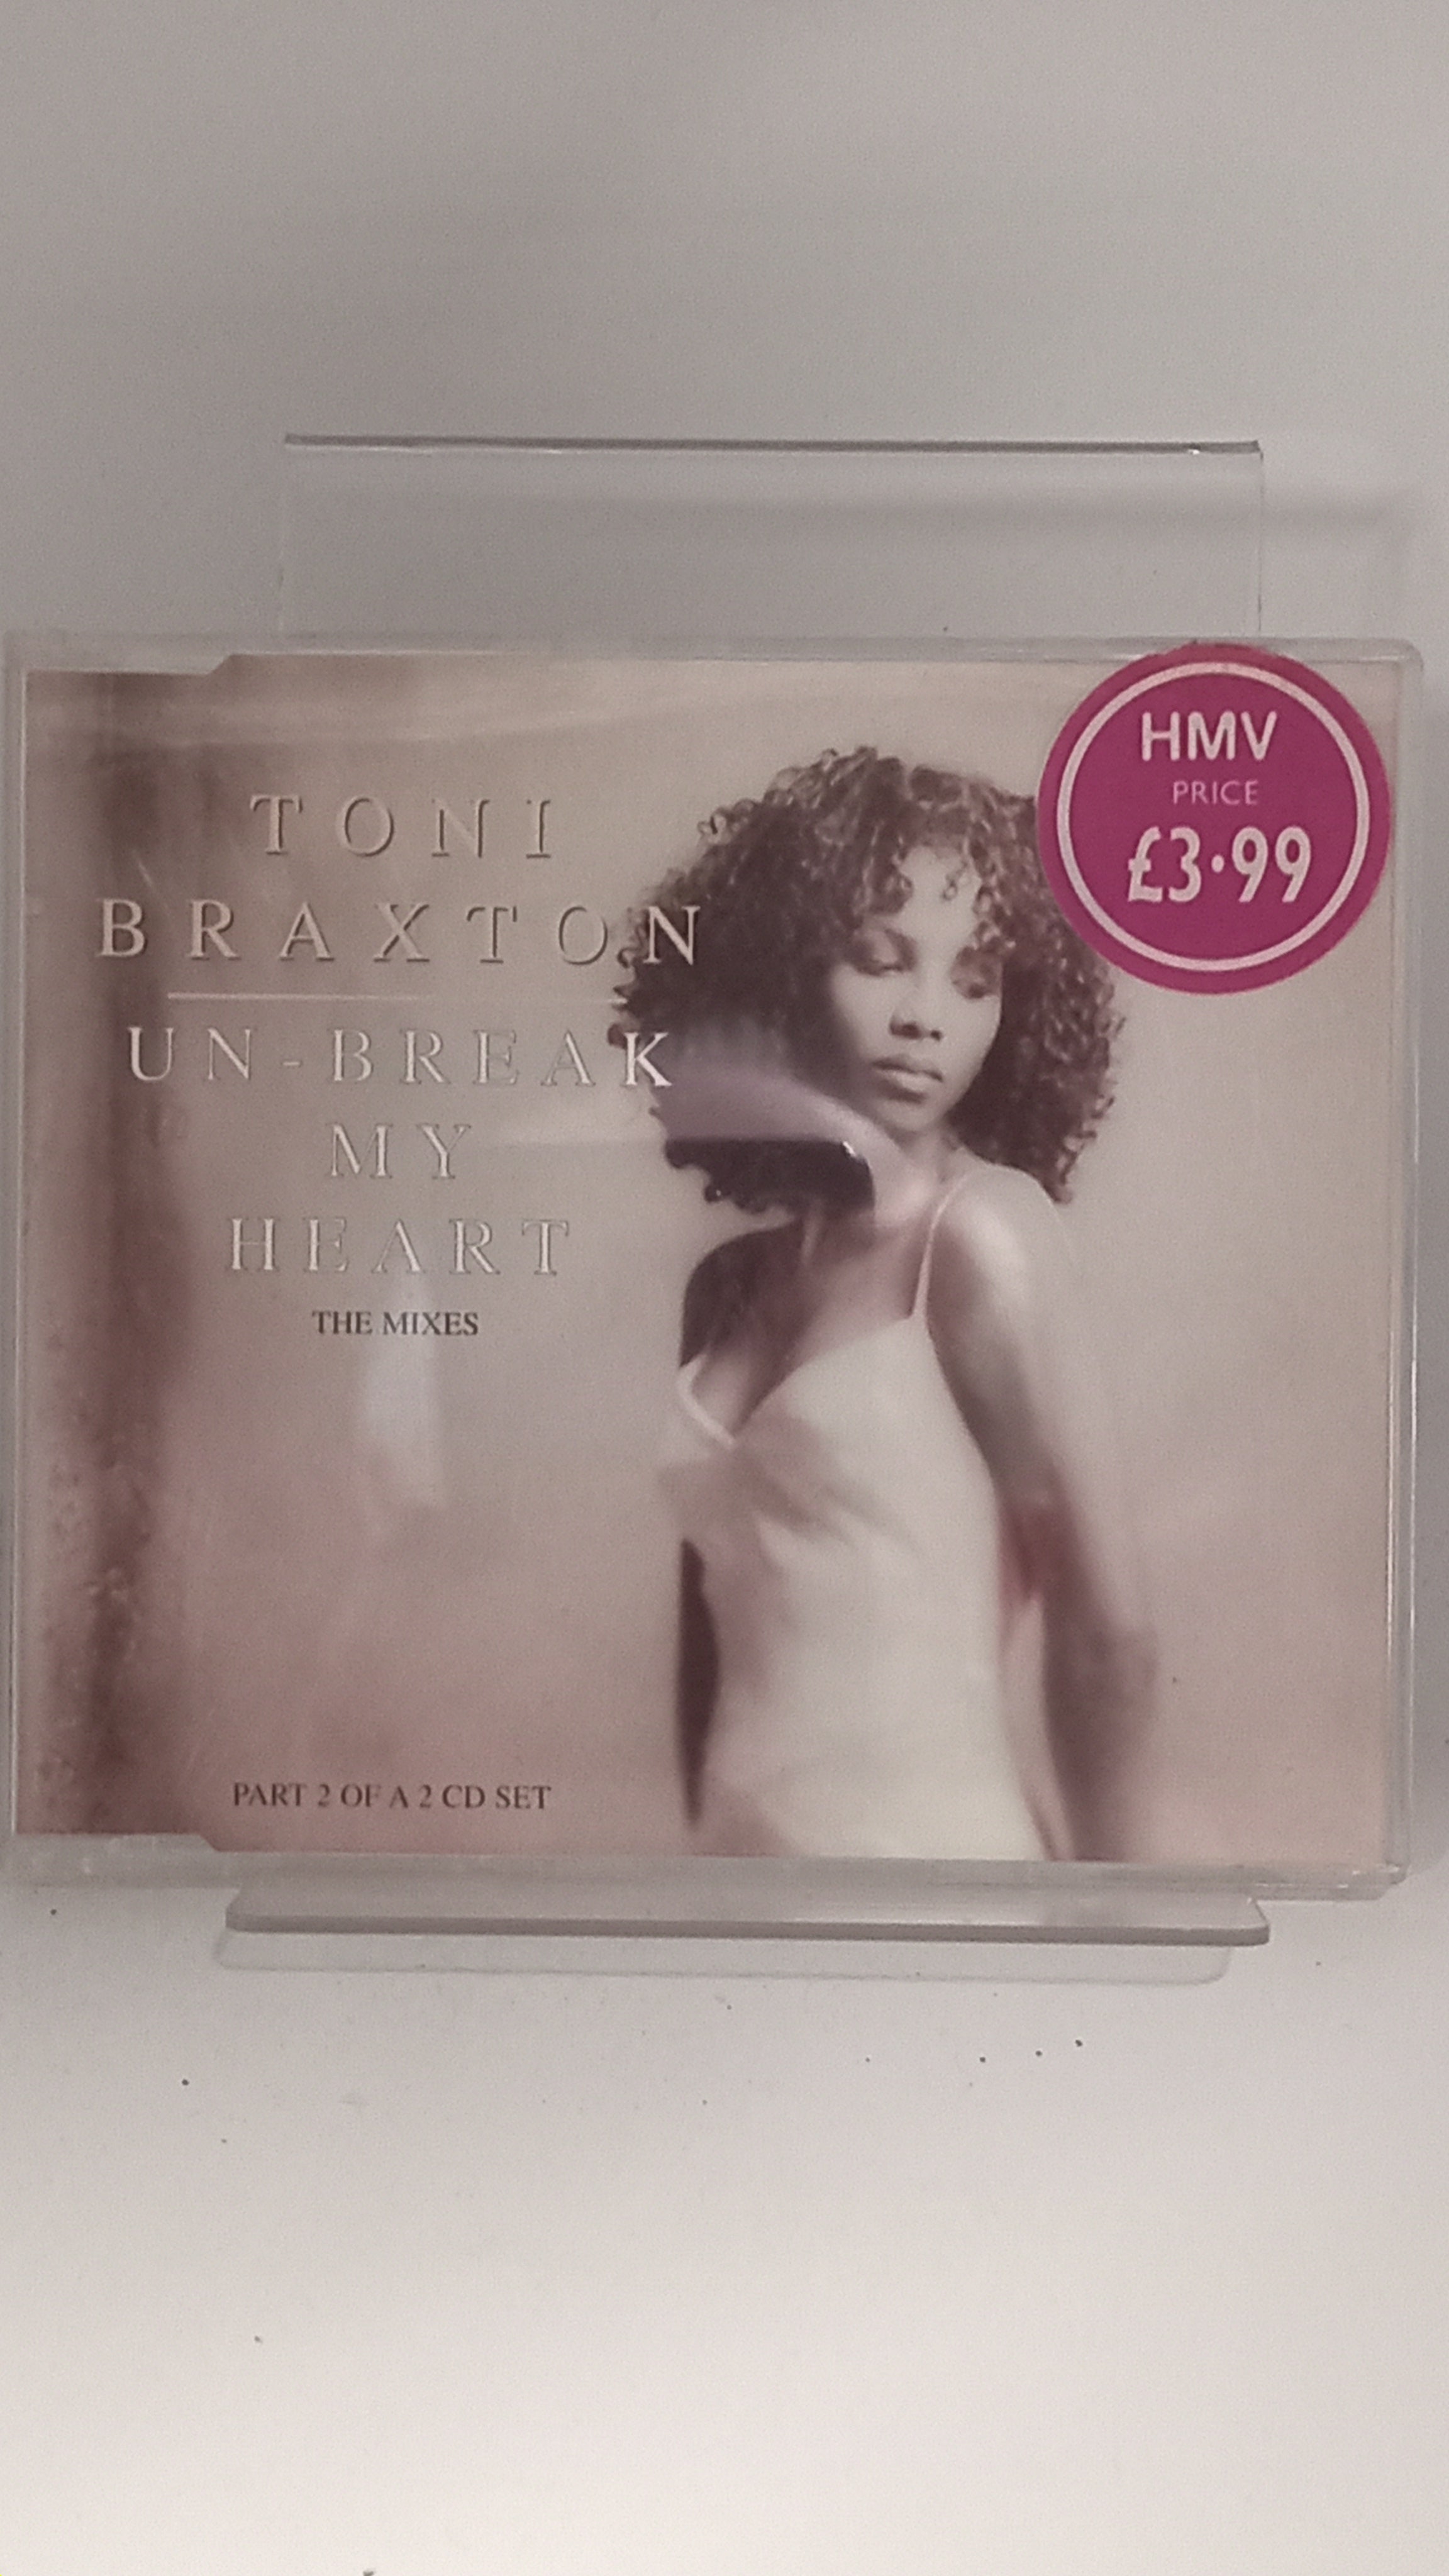 TONI
BRAXTON
UN-BREAK
MY
HEART
THE MIXES
PART 2 OF A 2 CD SET
HMV
PRICE
£3·99